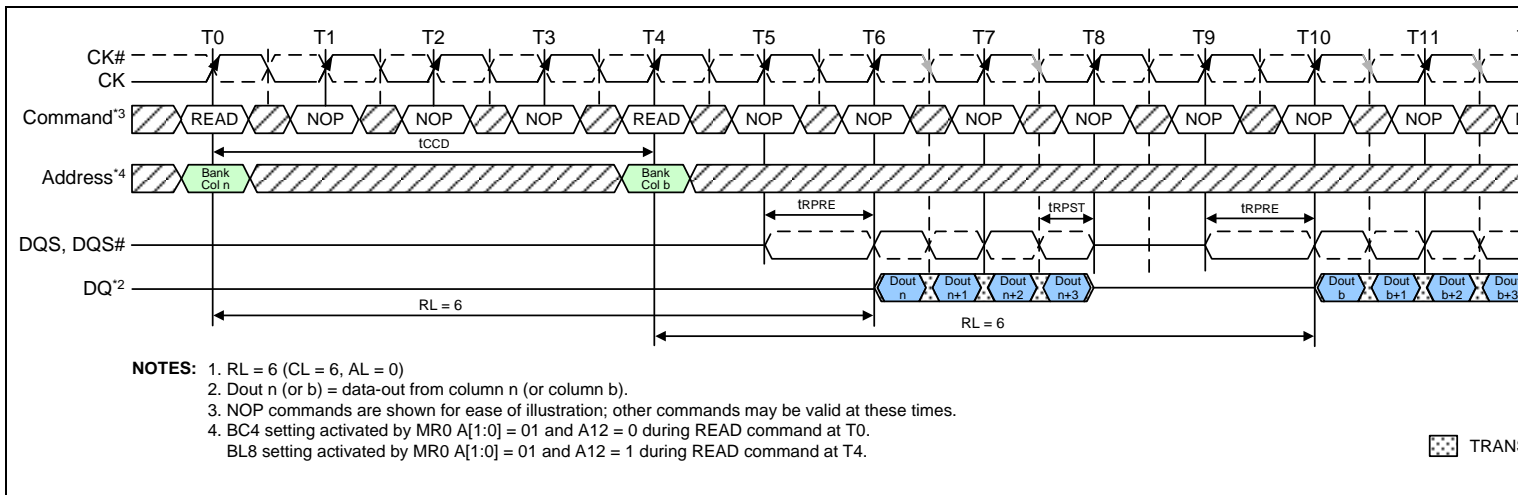 T0 T1 T2 T3 T4 T5 T6 T7 T8 T9 T10 T11
CK#
CK
Command*3 READ NOP NOP NOP READ NOP NOP NOP NOP NOP NOP NOP
tCCD
Address*4 Bank Col n Bank Col b
tRPRE tRPST tRPRE
DQS, DQS#
DQ*2 Dout n Dout n+1 Dout n+2 Dout n+3 Dout b Dout b+1 Dout b+2 Dout b+3
RL = 6
RL = 6
NOTES: 1. RL = 6 (CL = 6, AL = 0)
2. Dout n (or b) = data-out from column n (or column b).
3. NOP commands are shown for ease of illustration; other commands may be valid at these times.
4. BC4 setting activated by MR0 A[1:0] = 01 and A12 = 0 during READ command at T0.
BL8 setting activated by MR0 A[1:0] = 01 and A12 = 1 during READ command at T4.